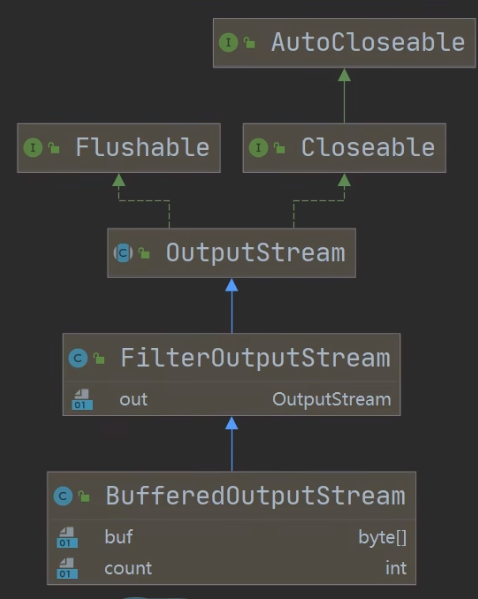 AutoCloseable
Flushable
Closeable
OutputStream
FilterOutputStream
out OutputStream
BufferedOutputStream
buf byte[]
count int